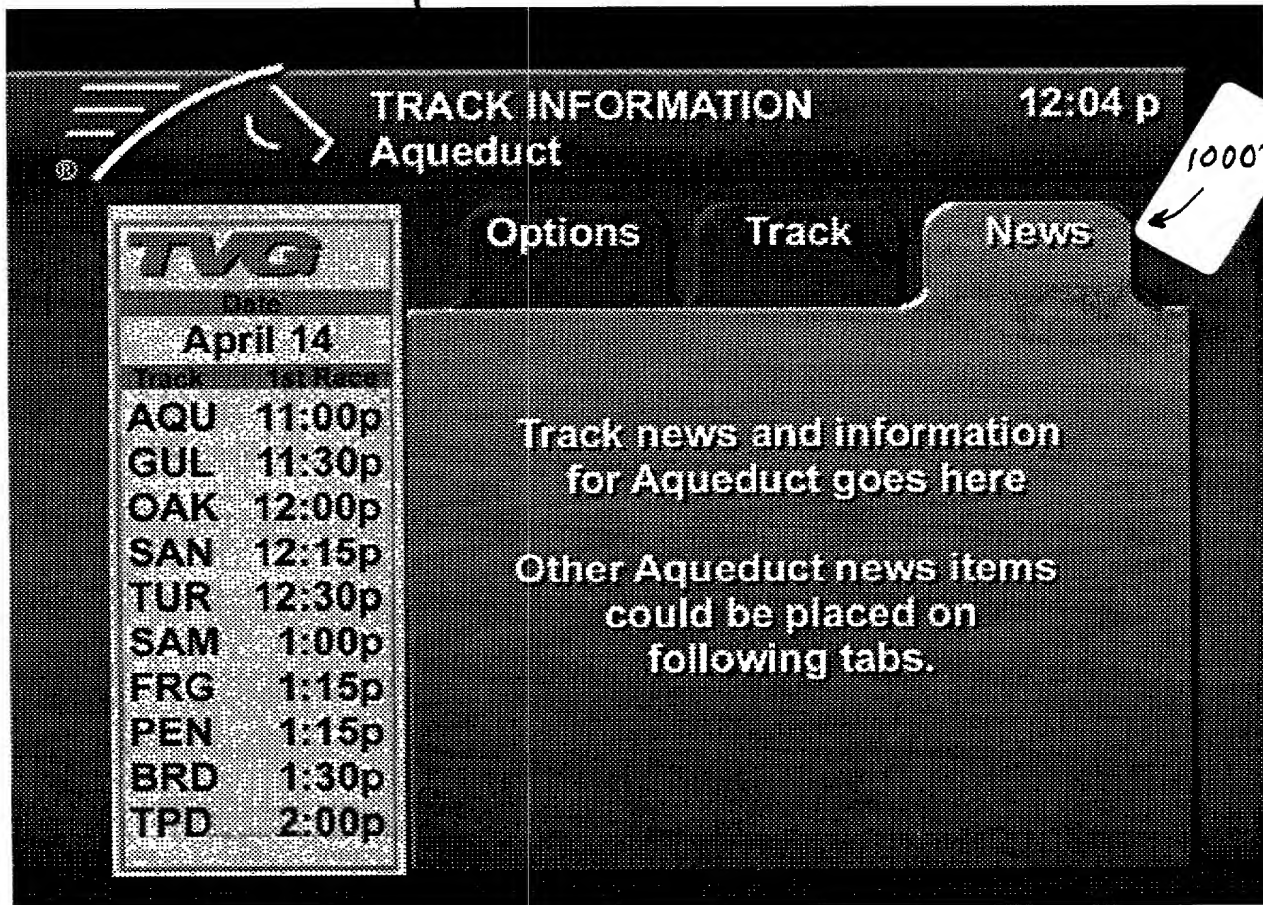 TRACK INFORMATION
12:04 p
Aqueduct
®
Options
Track
News
TVG
Date
April 14
Track 1st Race
AQU 11:00p
GUL 11:30p
OAK 12:00p
SAN 12:15p
TUR 12:30p
SAM 1:00p
FRG 1:15p
PEN 1:15p
BRD 1:30p
TPD 2:00p
Track news and information
for Aqueduct goes here
Other Aqueduct news items
could be placed on
following tabs.